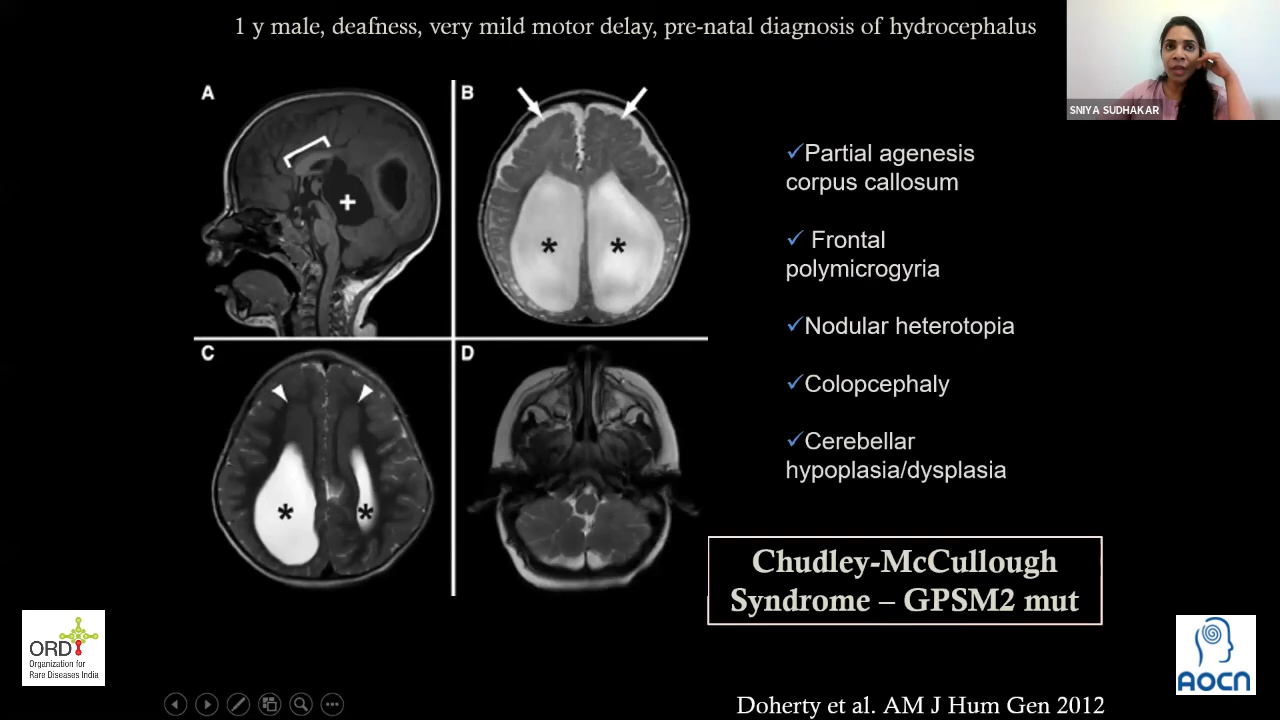 1 y male, deafness, very mild motor delay, pre-natal diagnosis of hydrocephalus
SNIYA SUDHAKAR
A
B
+
* *
C
D
* *
✓Partial agenesis
corpus callosum
✓ Frontal
polymicrogyria
✓Nodular heterotopia
✓Colopcephaly
✓Cerebellar
hypoplasia/dysplasia
Chudley-McCullough
Syndrome – GPSM2 mut
ORDI
Organization for
Rare Diseases India
AOCN
Doherty et al. AM J Hum Gen 2012